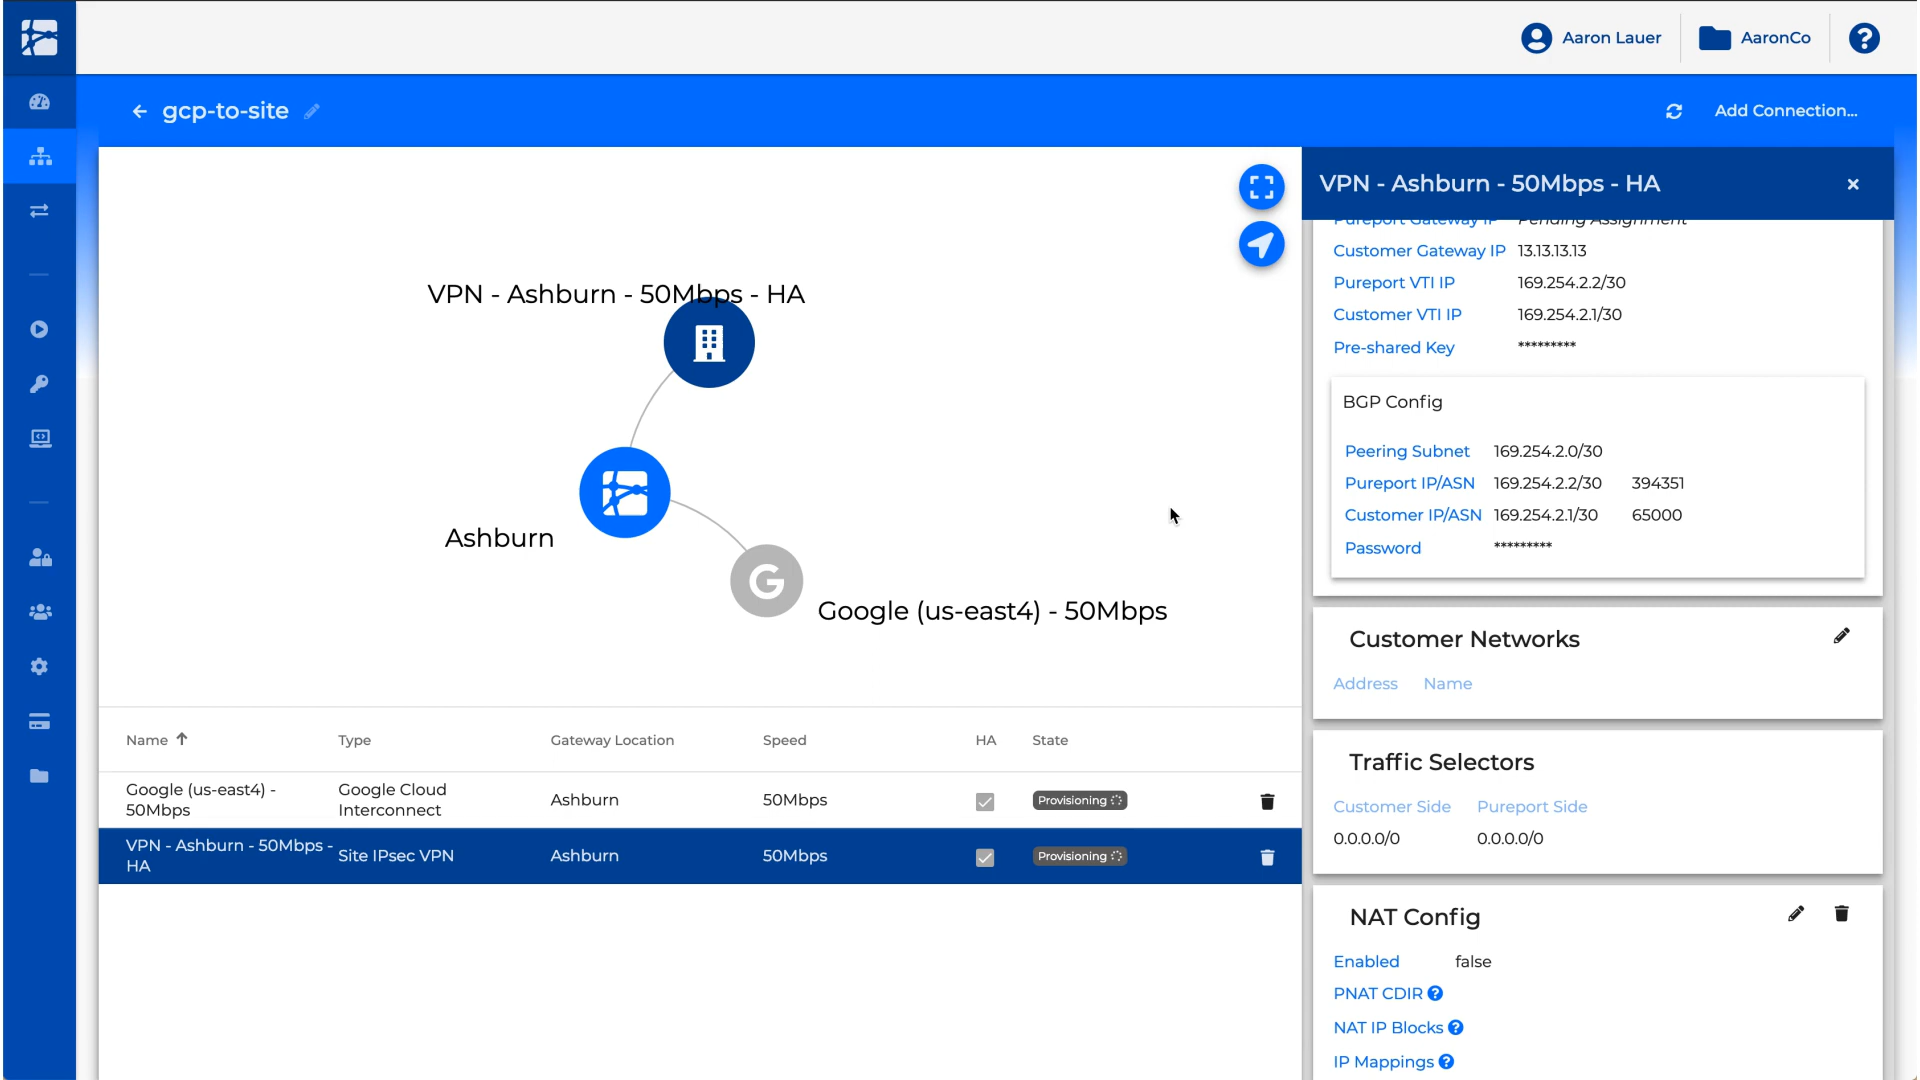 Aaron Lauer
AaronCo
gcp-to-site
Add Connection...
VPN - Ashburn - 50Mbps - HA
Ashburn
Google (us-east4) - 50Mbps
Name Type Gateway Location Speed HA State
Google (us-east4) -
50Mbps
Google Cloud
Interconnect
Ashburn 50Mbps Provisioning
VPN - Ashburn - 50Mbps -
HA
Site IPsec VPN Ashburn 50Mbps Provisioning
VPN - Ashburn - 50Mbps - HA
Pureport Gateway IP Pending Assignment
Customer Gateway IP 13.13.13.13
Pureport VTI IP 169.254.2.2/30
Customer VTI IP 169.254.2.1/30
Pre-shared Key *********
BGP Config
Peering Subnet 169.254.2.0/30
Pureport IP/ASN 169.254.2.2/30 394351
Customer IP/ASN 169.254.2.1/30 65000
Password *********
Customer Networks
Address Name
Traffic Selectors
Customer Side Pureport Side
0.0.0.0/0 0.0.0.0/0
NAT Config
Enabled false
PNAT CDIR ?
NAT IP Blocks ?
IP Mappings ?